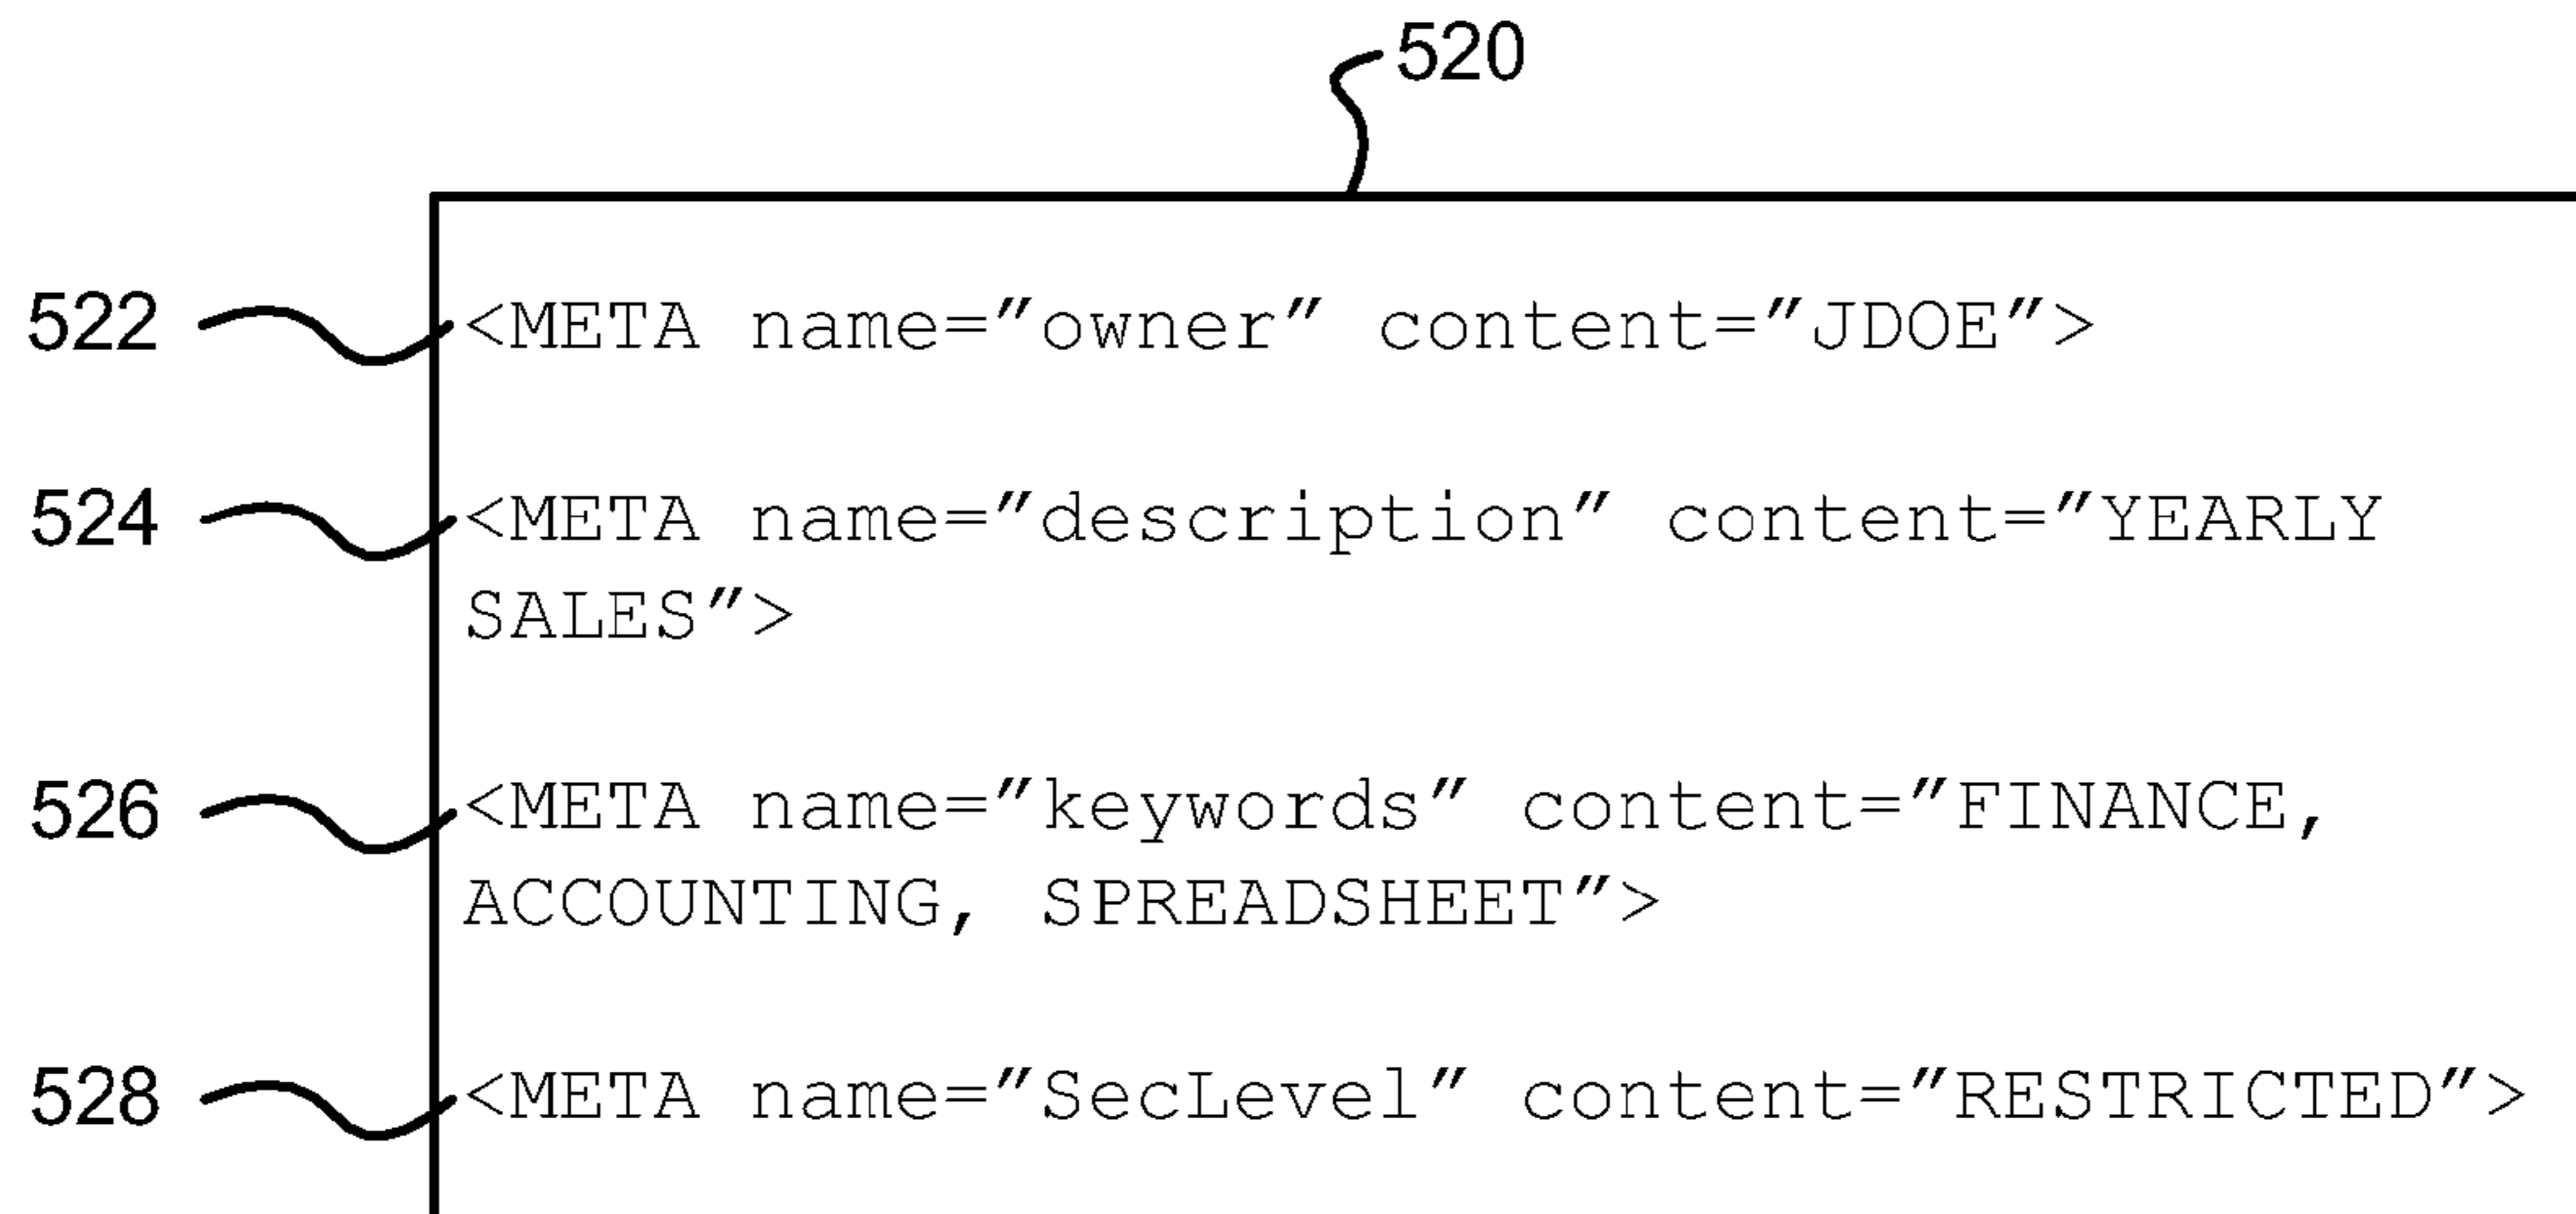 520
522 <META name=”owner” content=”JDOE”>
524 <META name=”description” content=”YEARLY
SALES”>
526 <META name=”keywords” content=”FINANCE,
ACCOUNTING, SPREADSHEET”>
528 <META name=”SecLevel” content=”RESTRICTED”>